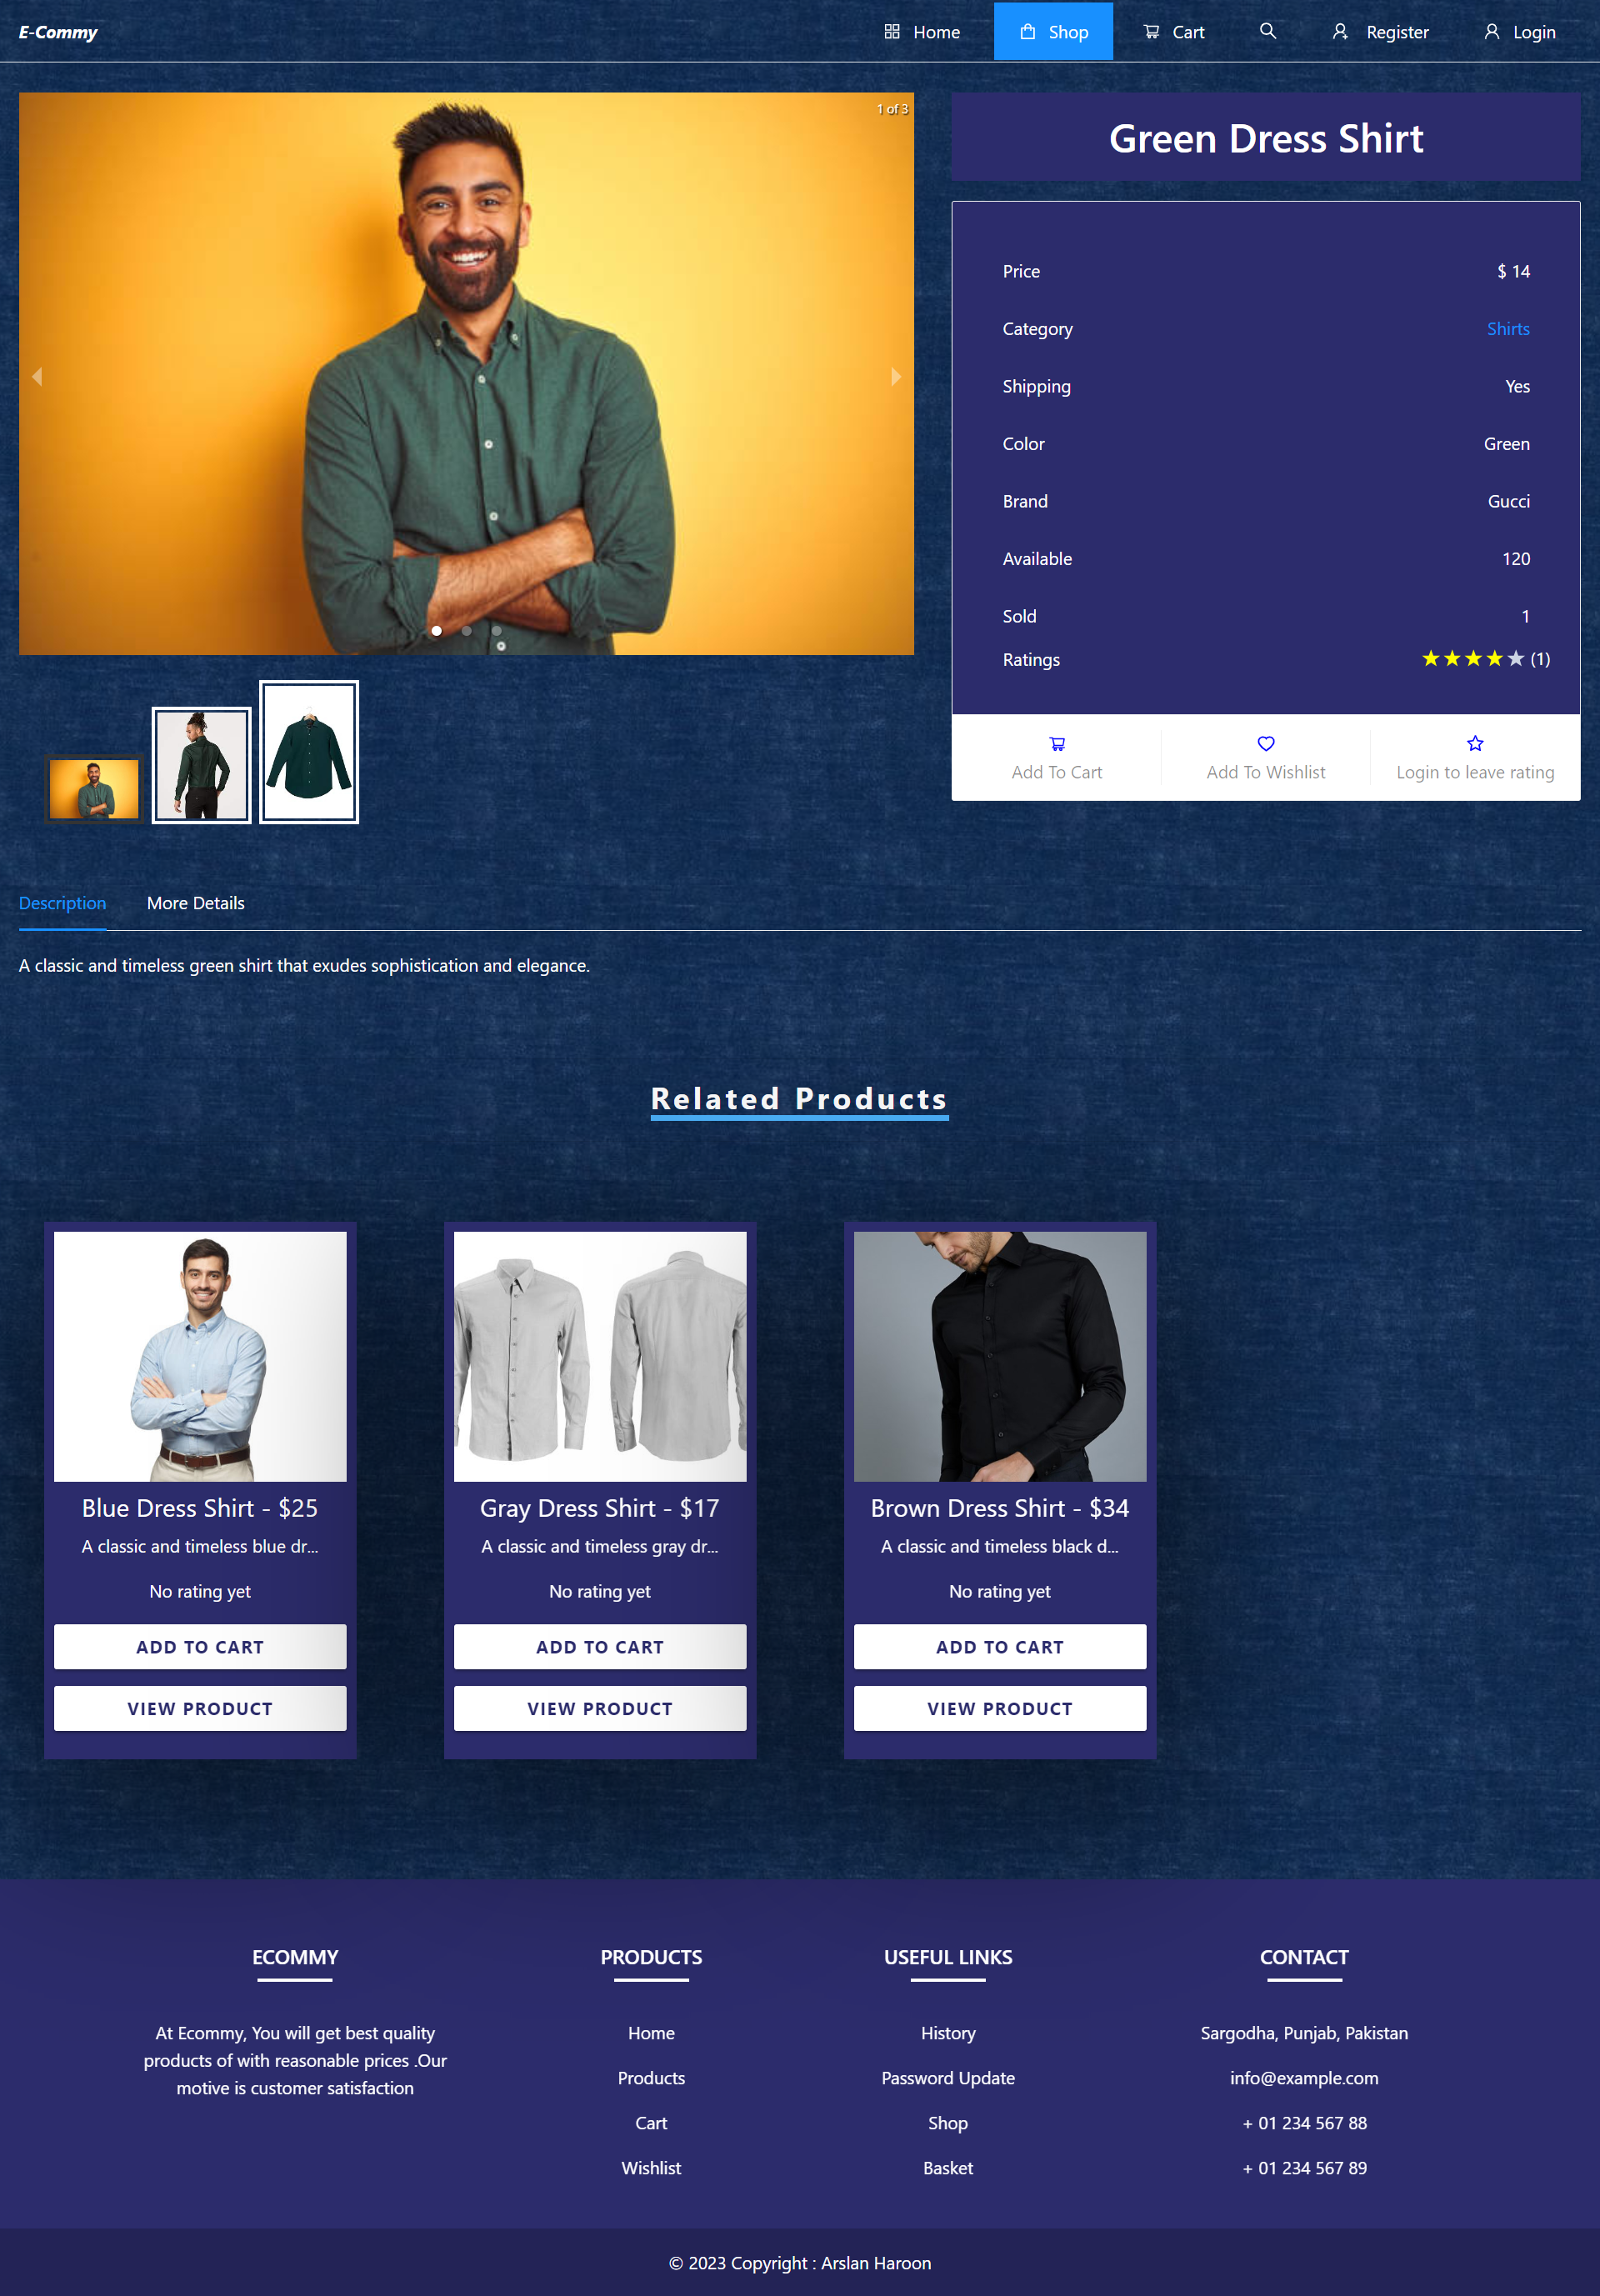 E-Commy
Home
Shop
Cart
Register
Login
1 of 3
Green Dress Shirt
Price
$ 14
Category
Shirts
Shipping
Yes
Color
Green
Brand
Gucci
Available
120
Sold
1
Ratings
(1)
Add To Cart
Add To Wishlist
Login to leave rating
Description
More Details
A classic and timeless green shirt that exudes sophistication and elegance.
Related Products
Blue Dress Shirt - $25
A classic and timeless blue dr...
No rating yet
ADD TO CART
VIEW PRODUCT
Gray Dress Shirt - $17
A classic and timeless gray dr...
No rating yet
ADD TO CART
VIEW PRODUCT
Brown Dress Shirt - $34
A classic and timeless black d...
No rating yet
ADD TO CART
VIEW PRODUCT
ECOMMY
At Ecommy, You will get best quality
products of with reasonable prices .Our
motive is customer satisfaction
PRODUCTS
Home
Products
Cart
Wishlist
USEFUL LINKS
History
Password Update
Shop
Basket
CONTACT
Sargodha, Punjab, Pakistan
info@example.com
+ 01 234 567 88
+ 01 234 567 89
© 2023 Copyright : Arslan Haroon